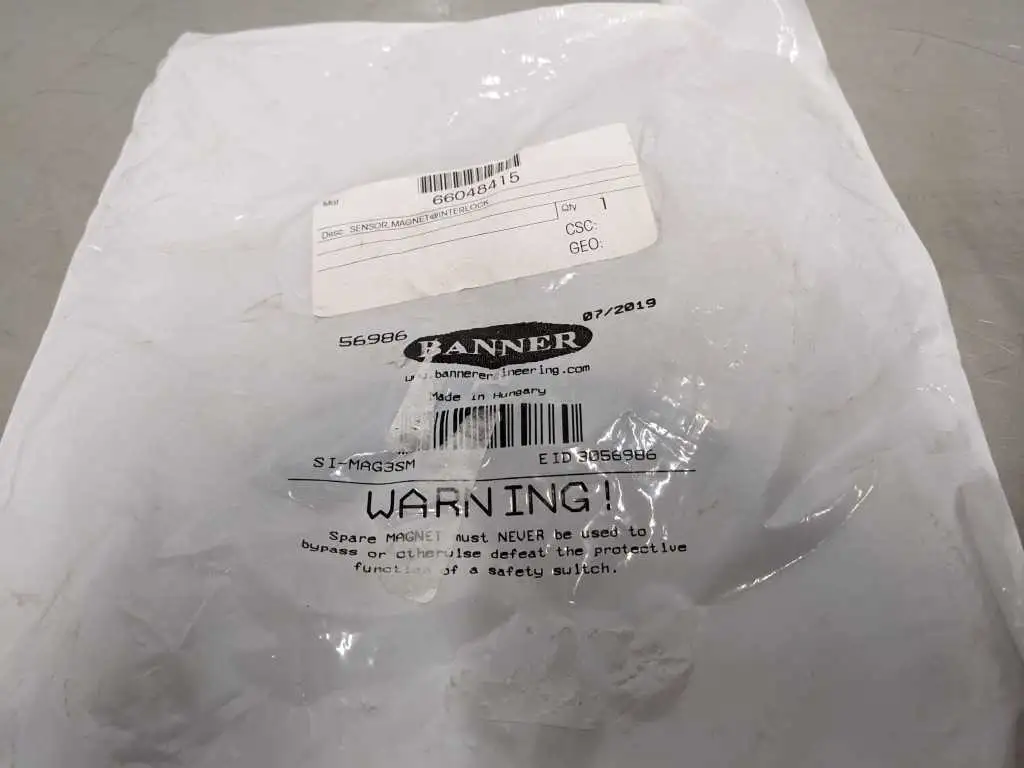 Mat
66048415
Desc. SENSOR, MAGNET@INTERLOCK
Qty 1
CSC:
GEO:
56986 BANNER 07/2019
www.bannerengineering.com
Made in Hungary
SI-MAG3SM EID 3056986
WARNING!
Spare MAGNET must NEVER be used to
bypass or otherwise defeat the protective
function of a safety switch.